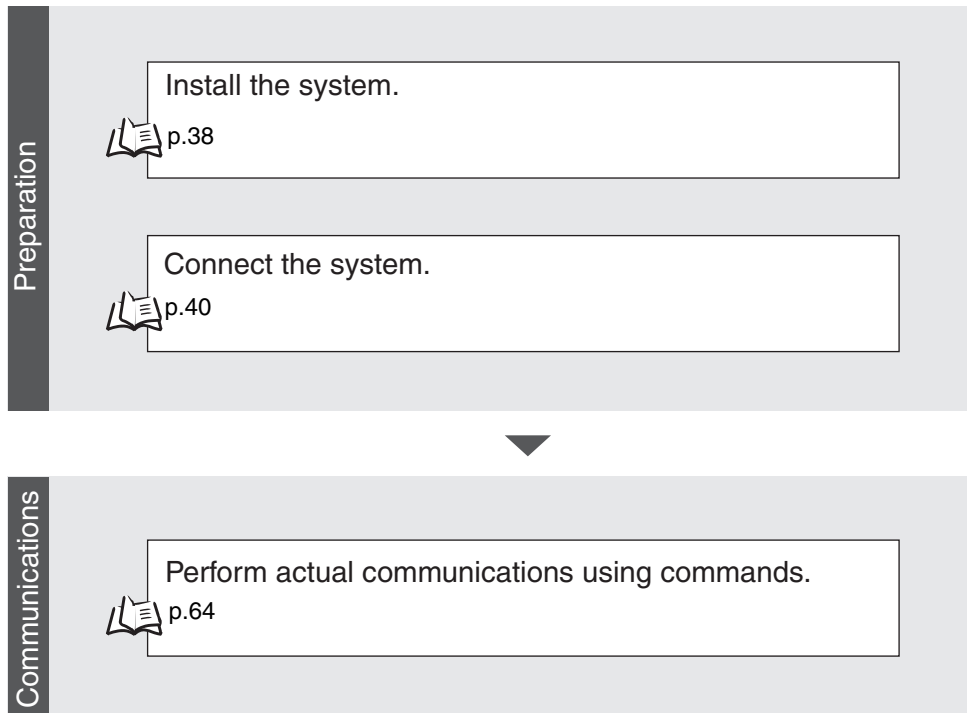 Preparation
Install the system.
p.38
Connect the system.
p.40
Communications
Perform actual communications using commands.
p.64